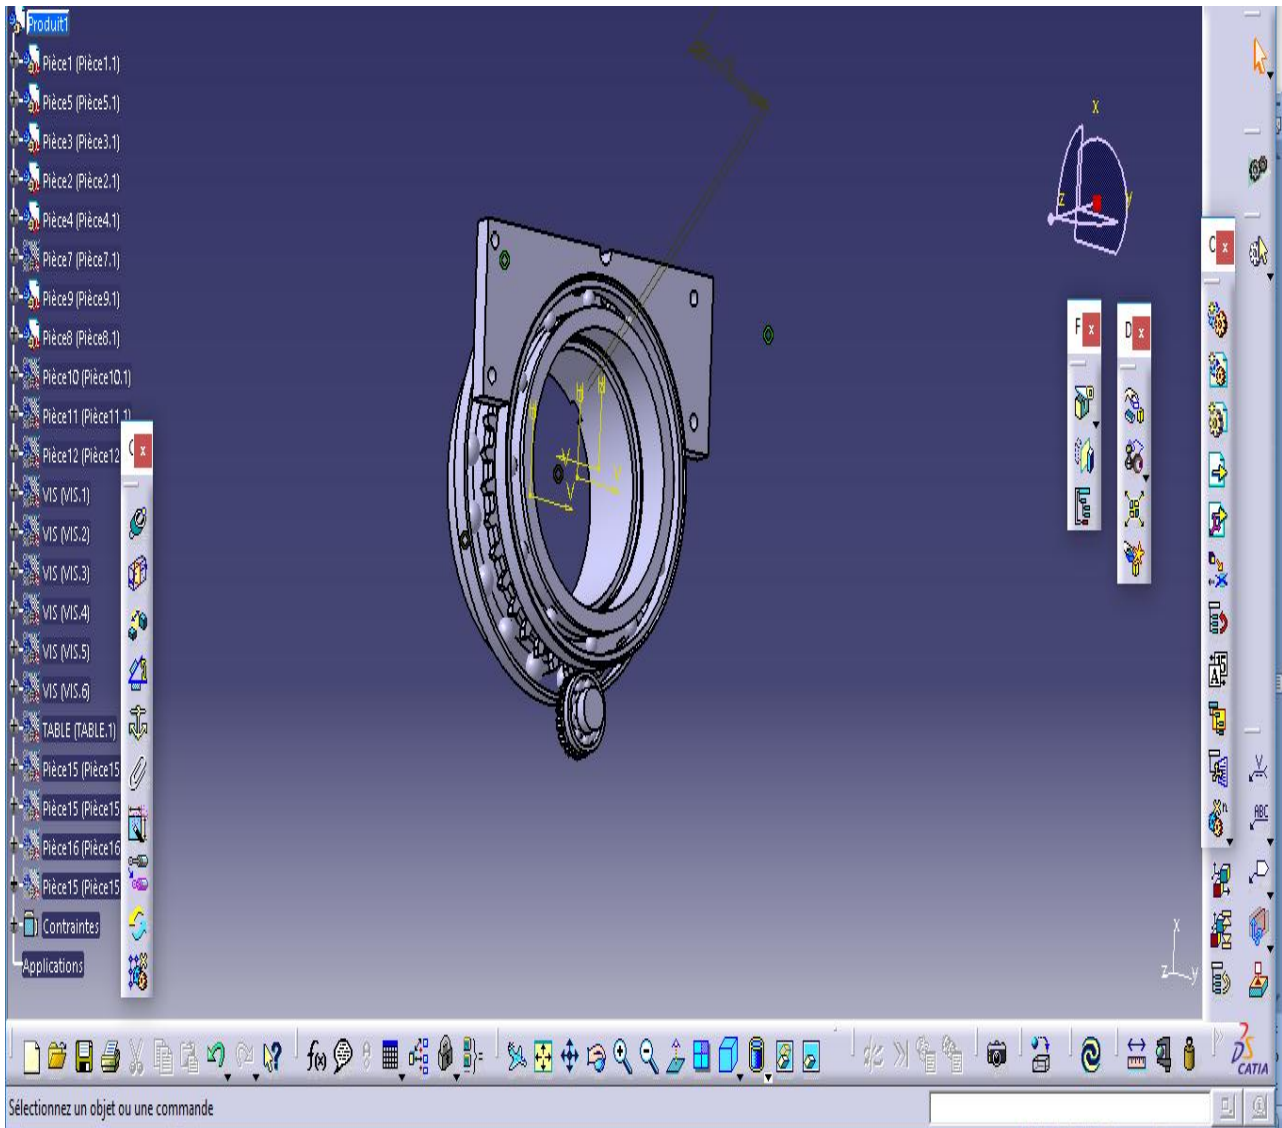 Produit1
Pièce1 (Pièce1.1)
Pièce5 (Pièce5.1)
Pièce3 (Pièce3.1)
Pièce2 (Pièce2.1)
Pièce4 (Pièce4.1)
Pièce7 (Pièce7.1)
Pièce9 (Pièce9.1)
Pièce8 (Pièce8.1)
Pièce10 (Pièce10.1)
Pièce11 (Pièce11.1)
Pièce12 (Pièce12
VIS (VIS.1)
VIS (VIS.2)
VIS (VIS.3)
VIS (VIS.4)
VIS (VIS.5)
VIS (VIS.6)
TABLE (TABLE.1)
Pièce15 (Pièce15
Pièce15 (Pièce15
Pièce16 (Pièce16
Pièce15 (Pièce15
Contraintes
Applications
x
z
y
H
H
V
V
V
x
z
y
C x
F x
D x
C x
ABC
f(x)
CATIA
Sélectionnez un objet ou une commande